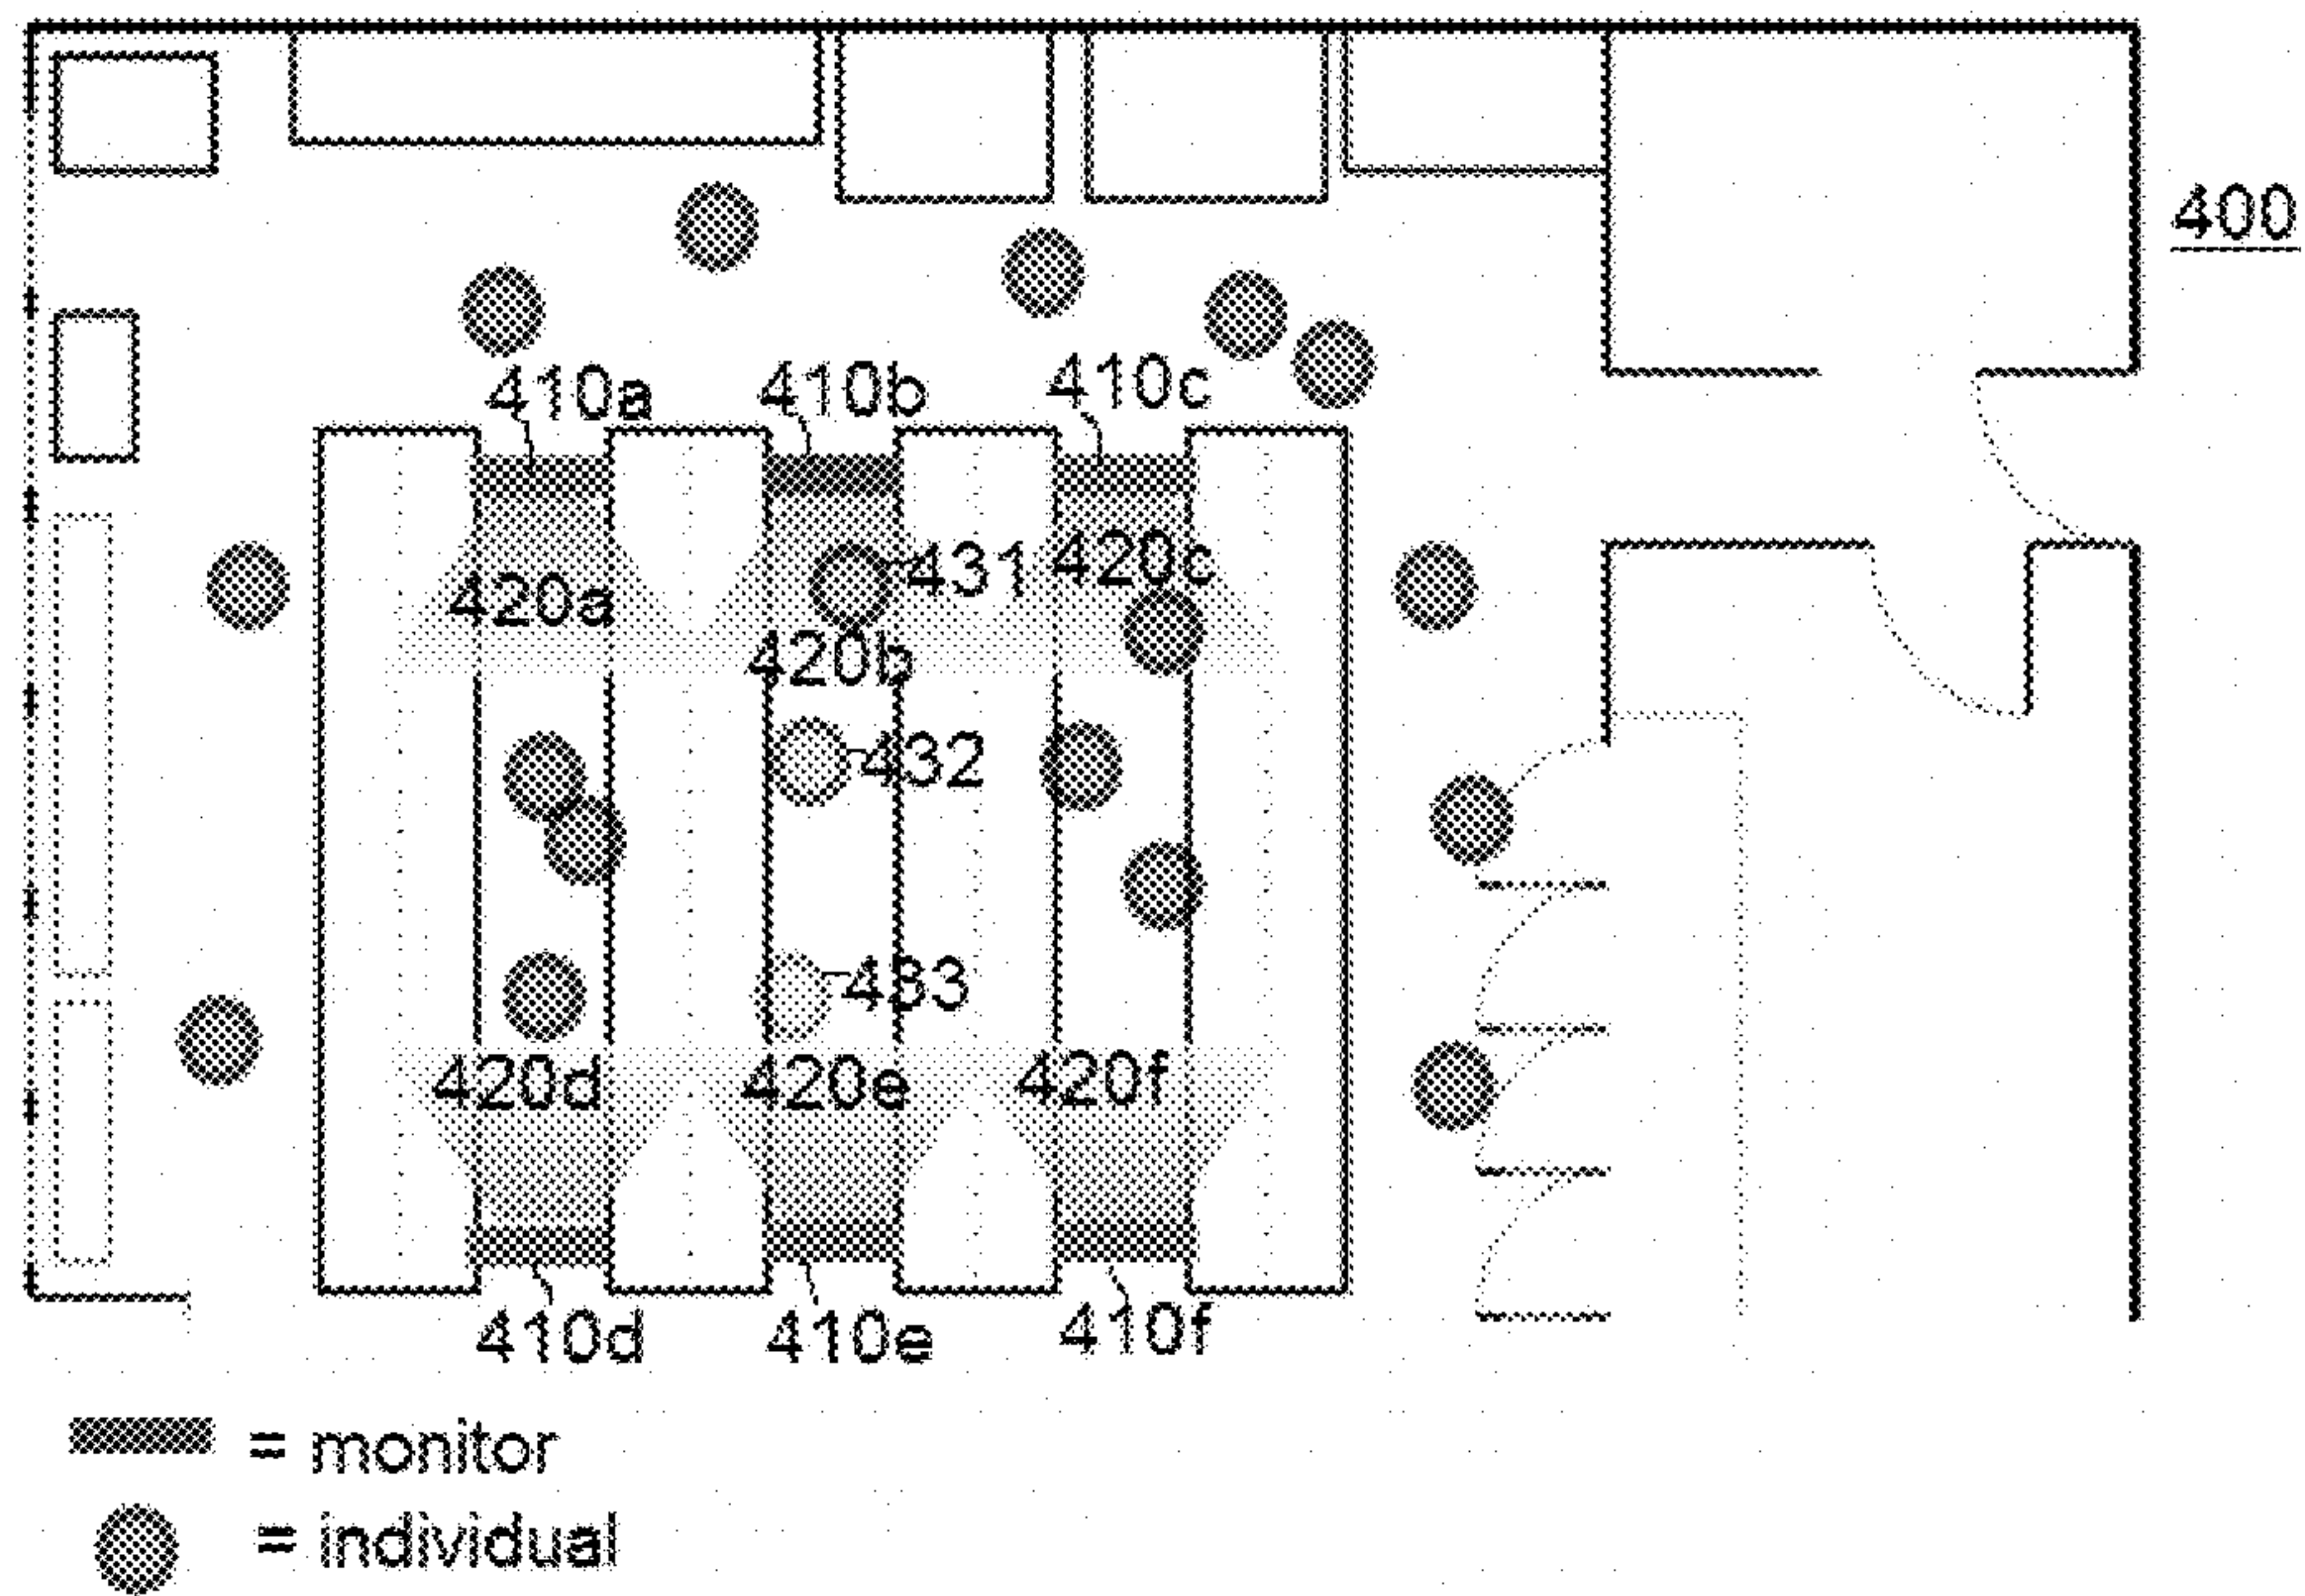 400
410a 410b 410c
431 420c
420a
420b
432
433
420d 420e 420f
410d 410e 410f
= monitor
= individual